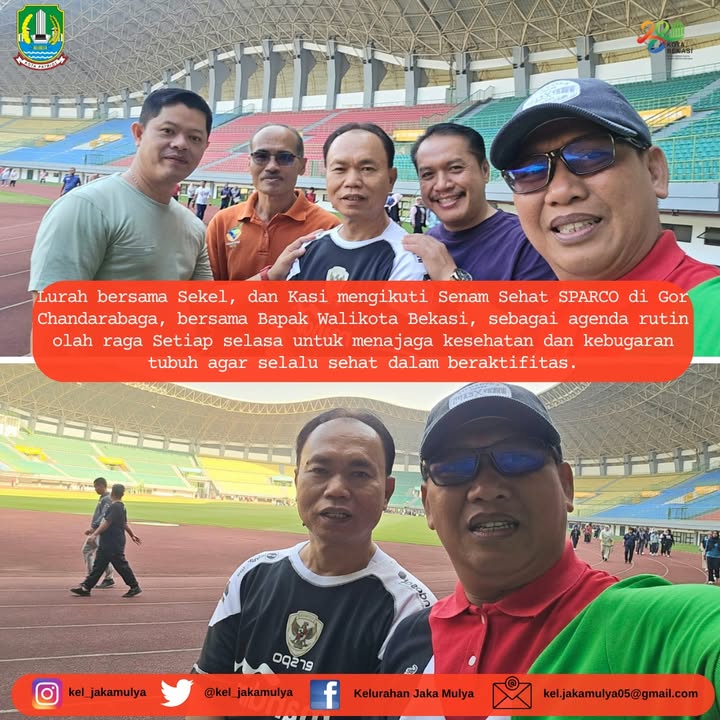 KOTA PATRIOT
Lurah bersama Sekel, dan Kasi mengikuti Senam Sehat SPARCO di Gor
Chandarabaga, bersama Bapak Walikota Bekasi, sebagai agenda rutin
olah raga Setiap selasa untuk menajaga kesehatan dan kebugaran
tubuh agar selalu sehat dalam beraktifitas.
kel_jakamulya
@kel_jakamulya
Kelurahan Jaka Mulya
kel.jakamulya05@gmail.com